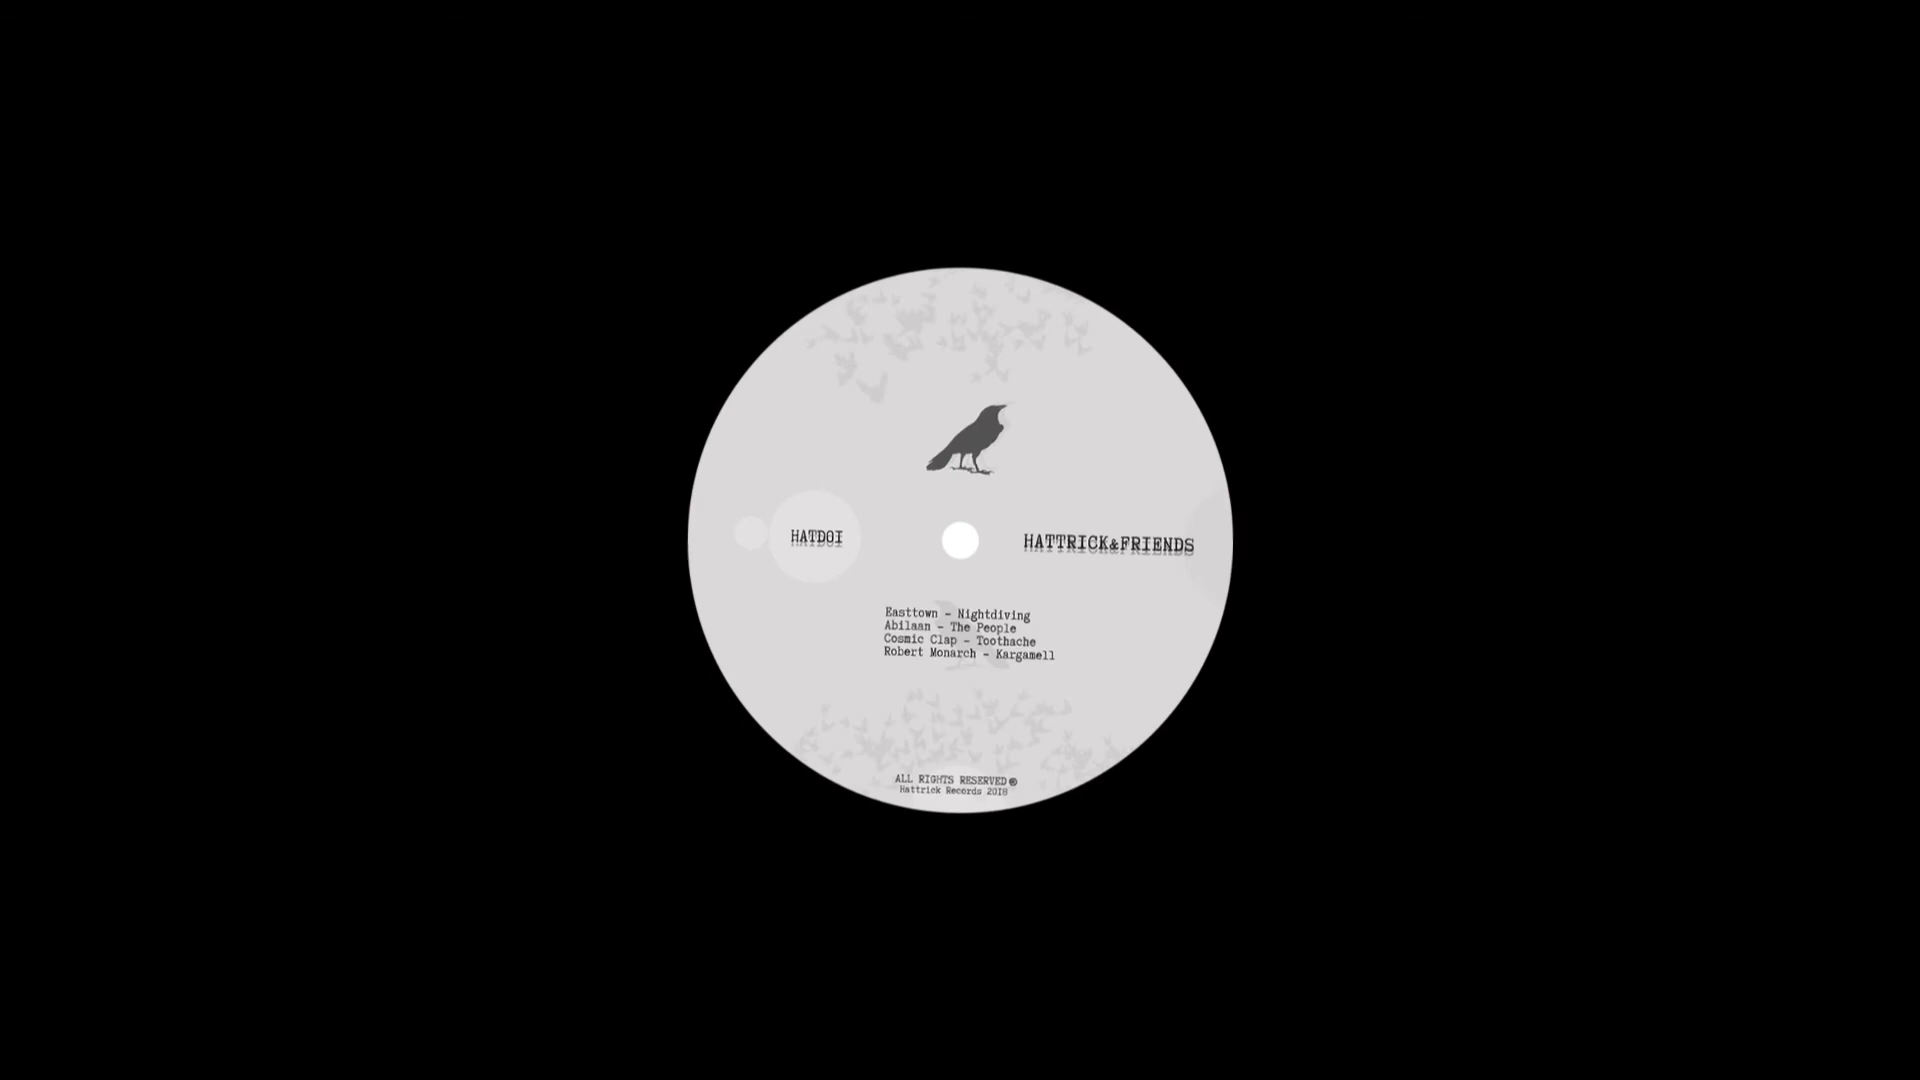 HATDOI
HATTRICK&FRIENDS
Easttown - Nightdiving
Abilaan - The People
Cosmic Clap - Toothache
Robert Monarch - Kargamell
ALL RIGHTS RESERVED®
Hattrick Records 2018